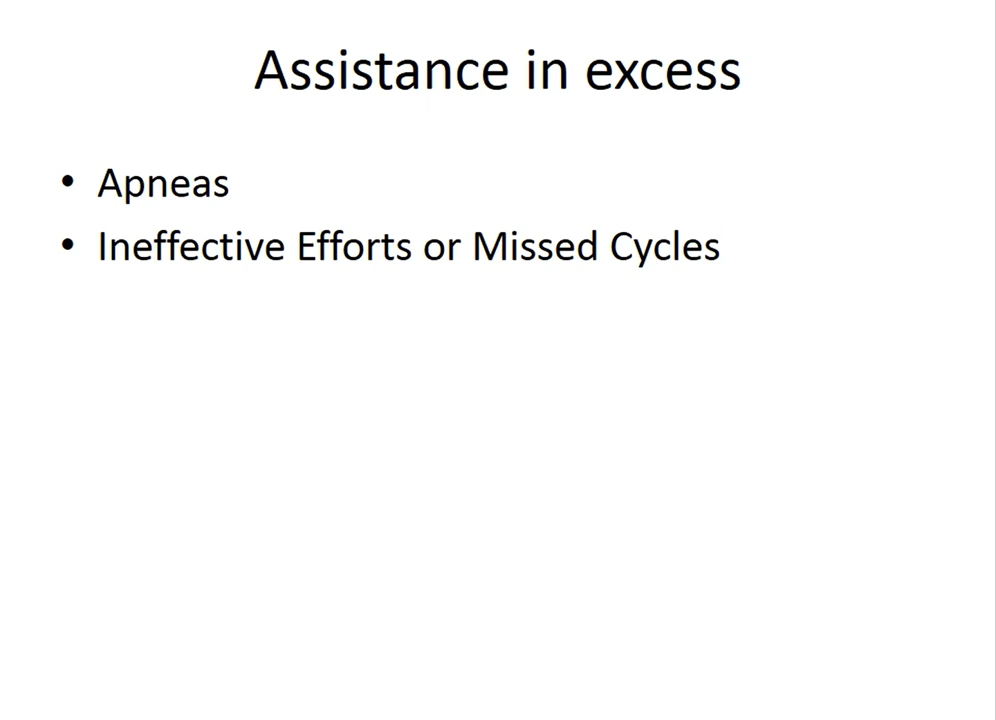 Assistance in excess
• Apneas
• Ineffective Efforts or Missed Cycles